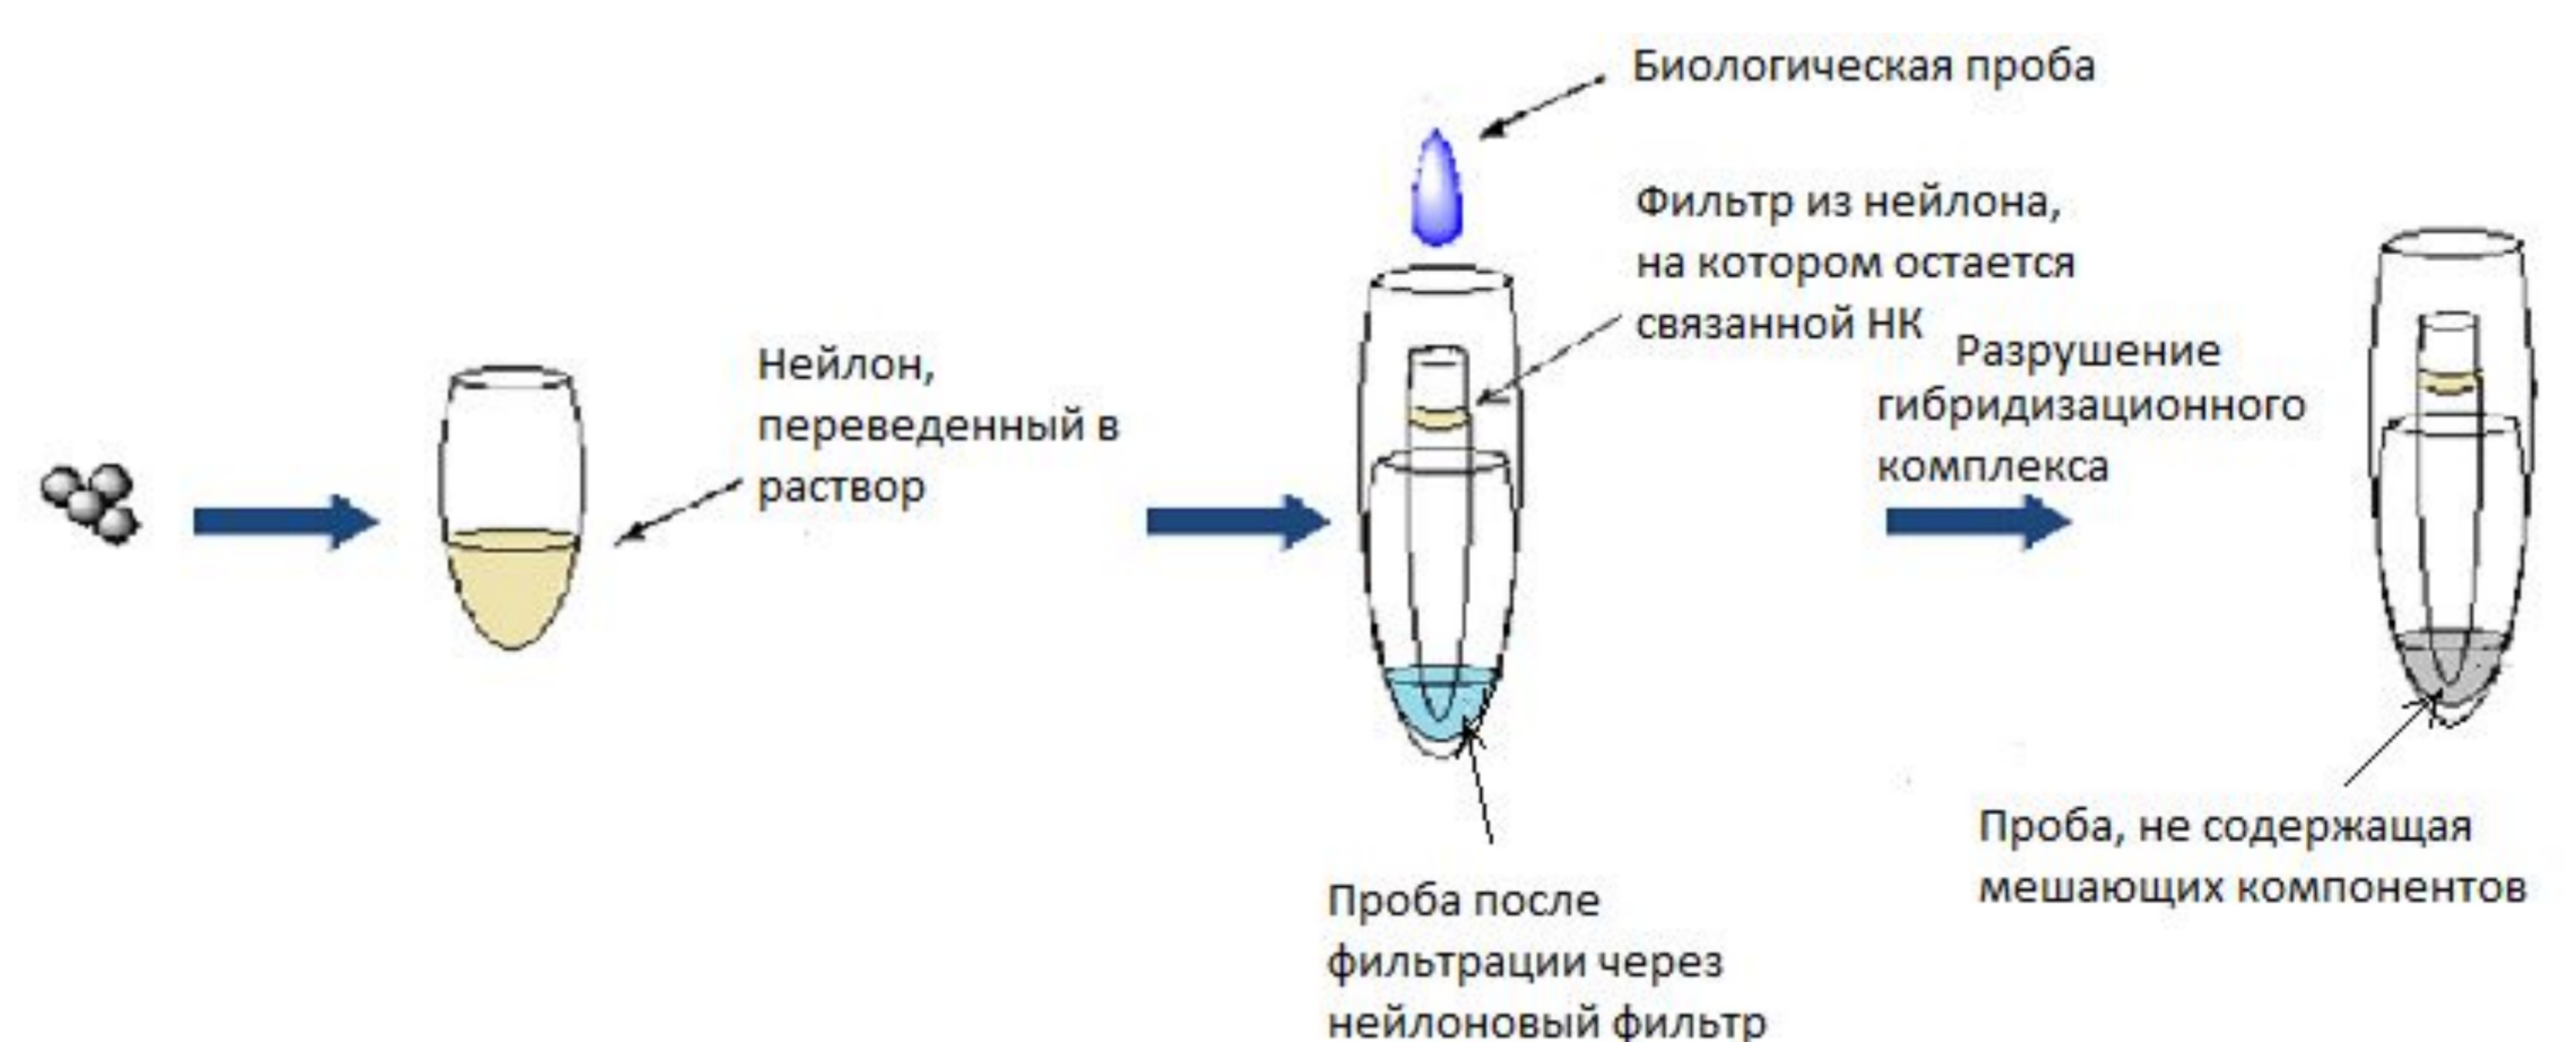 Биологическая проба
Фильтр из нейлона,
на котором остается
связанной НК
Нейлон,
переведенный в
раствор
Разрушение
гибридизационного
комплекса
Проба, не содержащая
мешающих компонентов
Проба после
фильтрации через
нейлоновый фильтр